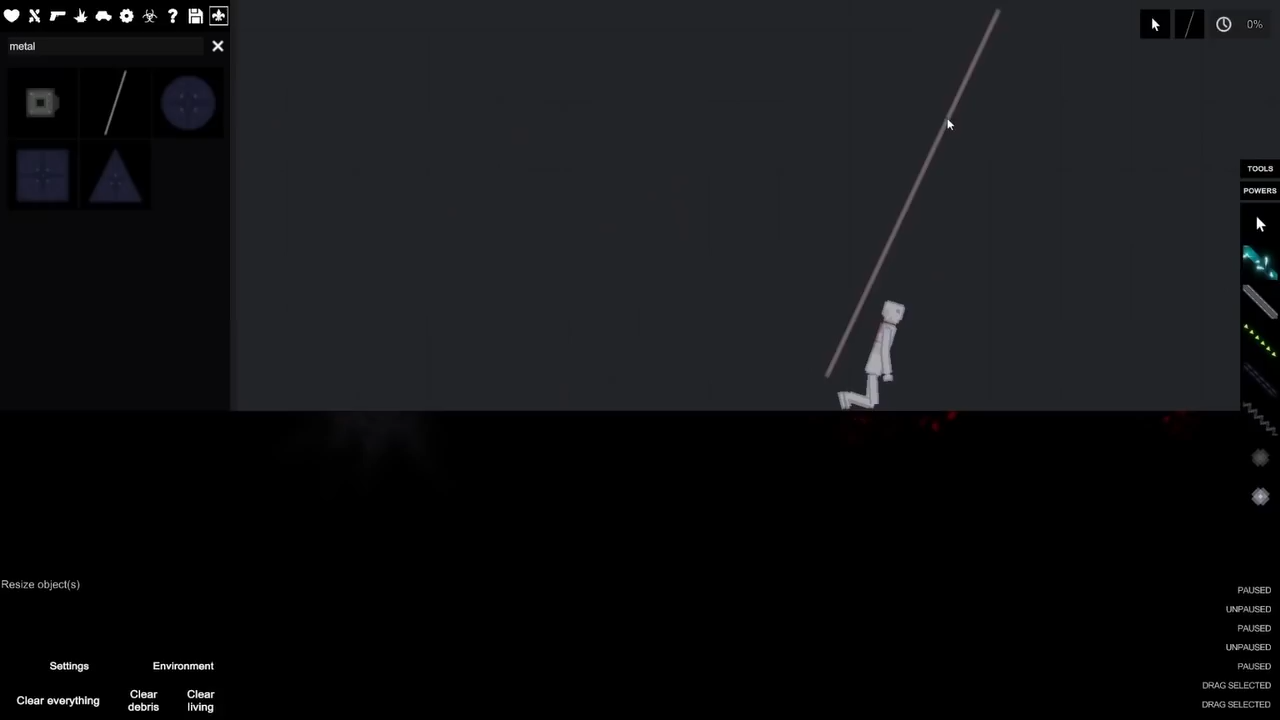 0%
metal
TOOLS
POWERS
Resize object(s)
PAUSED
UNPAUSED
PAUSED
UNPAUSED
PAUSED
DRAG SELECTED
DRAG SELECTED
Settings
Environment
Clear everything
Clear
debris
Clear
living